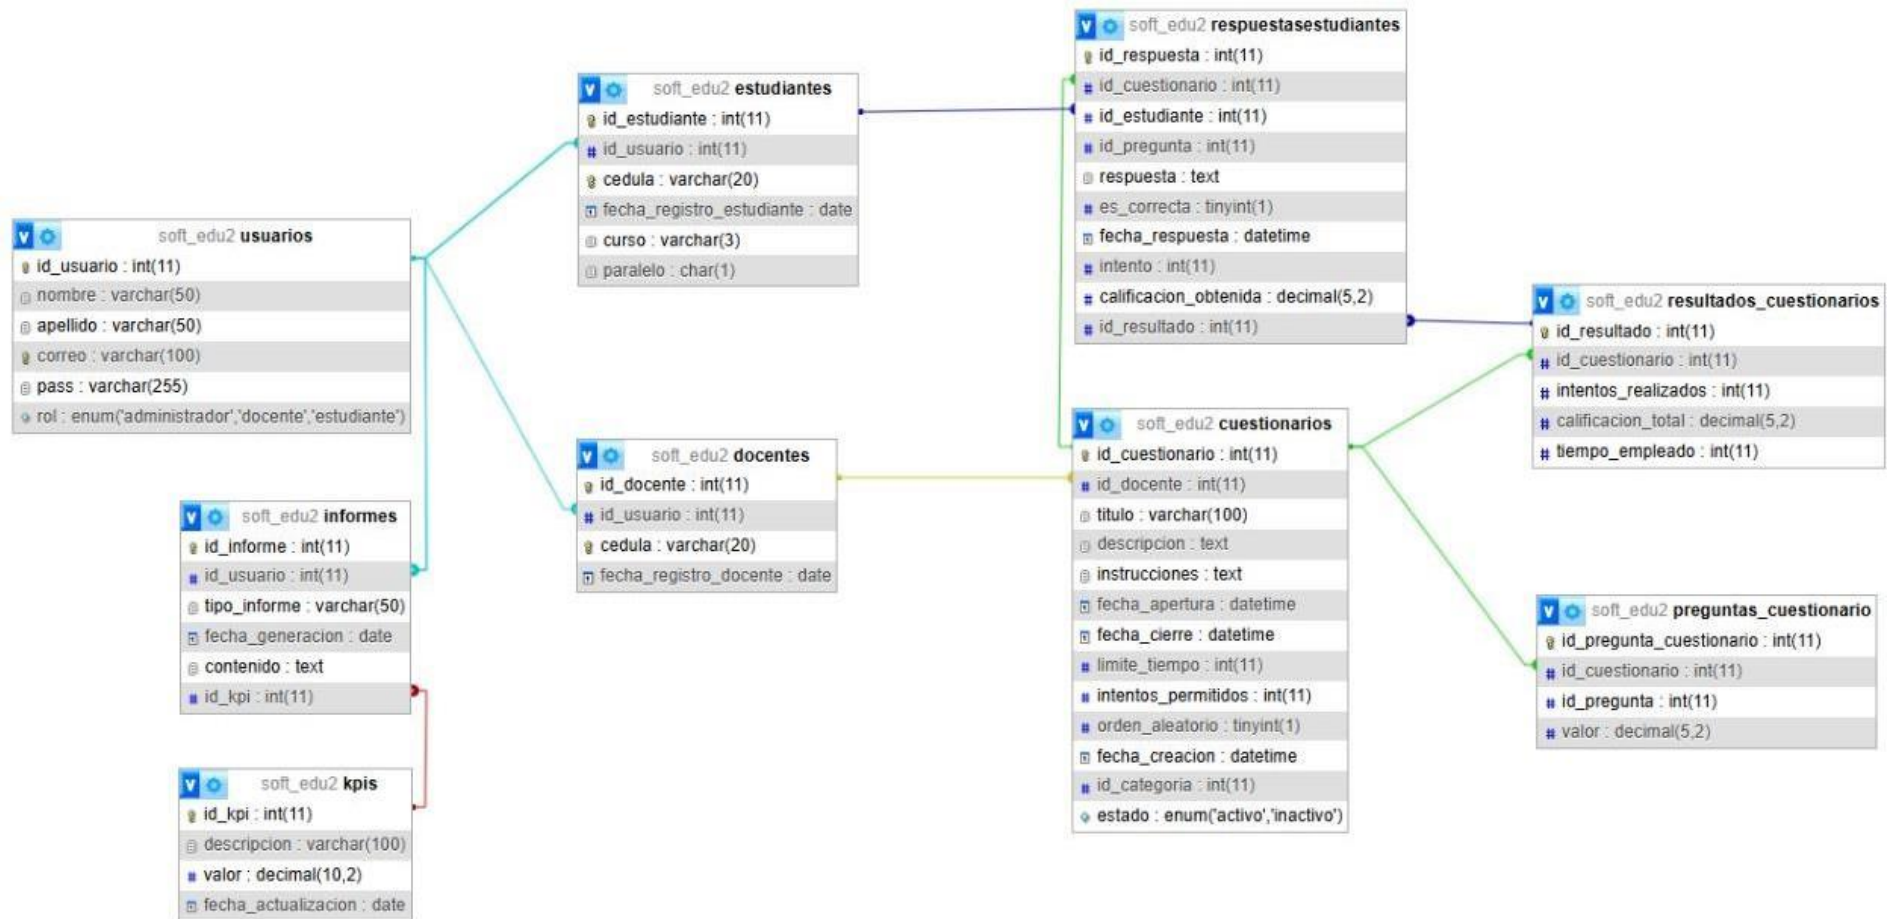 soft_edu2 respuestasestudiantes
id_respuesta : int(11)
id_cuestionario : int(11)
id_estudiante : int(11)
id_pregunta : int(11)
respuesta : text
es_correcta : tinyint(1)
fecha_respuesta : datetime
intento : int(11)
calificacion_obtenida : decimal(5,2)
id_resultado : int(11)
soft_edu2 estudiantes
id_estudiante : int(11)
id_usuario : int(11)
cedula : varchar(20)
fecha_registro_estudiante : date
curso : varchar(3)
paralelo : char(1)
soft_edu2 usuarios
id_usuario : int(11)
nombre : varchar(50)
apellido : varchar(50)
correo : varchar(100)
pass : varchar(255)
rol : enum('administrador','docente','estudiante')
soft_edu2 resultados_cuestionarios
id_resultado : int(11)
id_cuestionario : int(11)
intentos_realizados : int(11)
calificacion_total : decimal(5,2)
tiempo_empleado : int(11)
soft_edu2 docentes
id_docente : int(11)
id_usuario : int(11)
cedula : varchar(20)
fecha_registro_docente : date
soft_edu2 cuestionarios
id_cuestionario : int(11)
id_docente : int(11)
titulo : varchar(100)
descripcion : text
instrucciones : text
fecha_apertura : datetime
fecha_cierre : datetime
limite_tiempo : int(11)
intentos_permitidos : int(11)
orden_aleatorio : tinyint(1)
fecha_creacion : datetime
id_categoria : int(11)
estado : enum('activo','inactivo')
soft_edu2 informes
id_informe : int(11)
id_usuario : int(11)
tipo_informe : varchar(50)
fecha_generacion : date
contenido : text
id_kpi : int(11)
soft_edu2 preguntas_cuestionario
id_pregunta_cuestionario : int(11)
id_cuestionario : int(11)
id_pregunta : int(11)
valor : decimal(5,2)
soft_edu2 kpis
id_kpi : int(11)
descripcion : varchar(100)
valor : decimal(10,2)
fecha_actualizacion : date